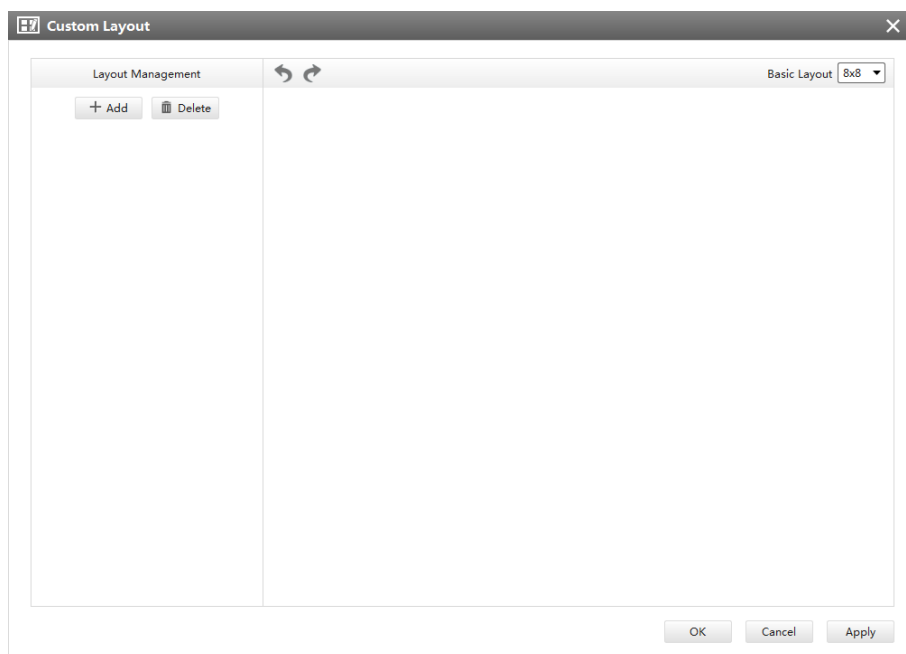 Custom Layout
Layout Management
Basic Layout 8x8
Add Delete
OK Cancel Apply